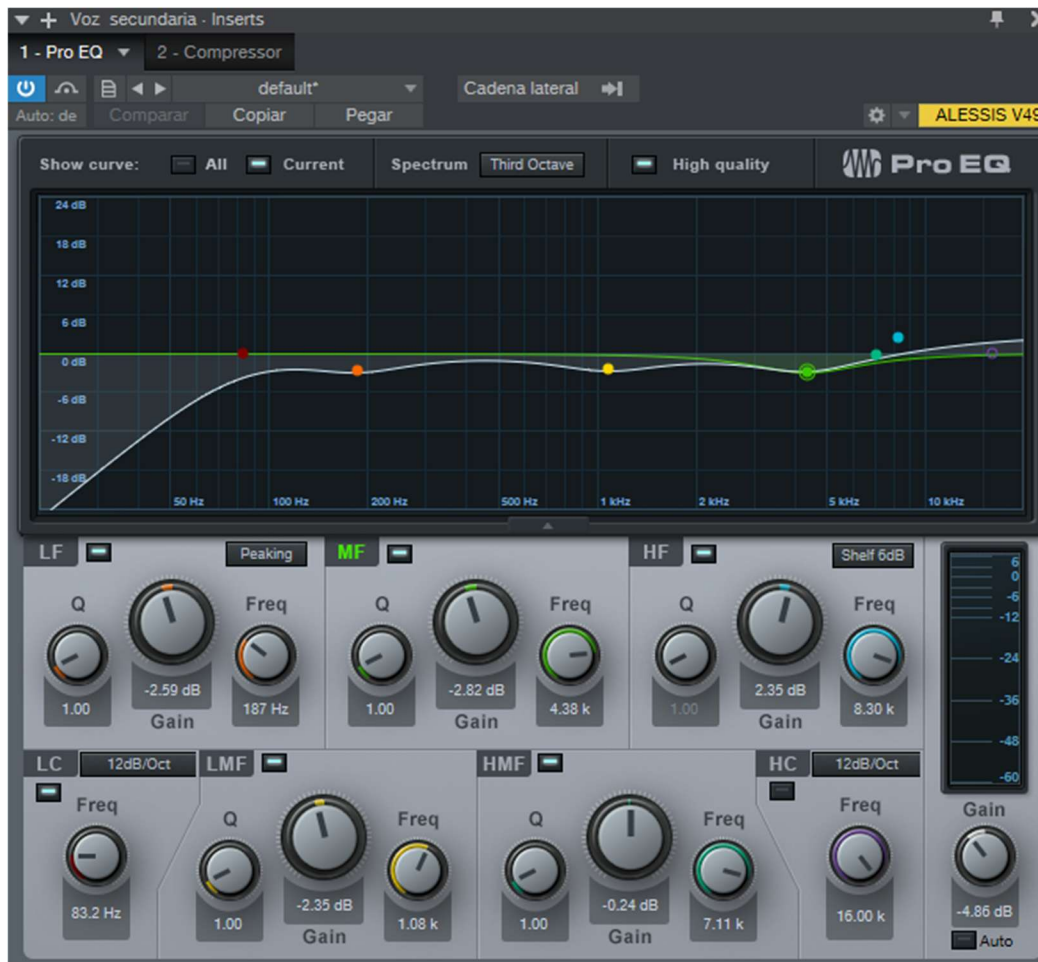 Voz secundaria - Inserts
1 - Pro EQ 2 - Compressor
default* Cadena lateral
Auto: de Comparar Copiar Pegar ALESSIS V49
Show curve: All Current Spectrum Third Octave High quality Pro EQ
24 dB
18 dB
12 dB
6 dB
0 dB
-6 dB
-12 dB
-18 dB
50 Hz 100 Hz 200 Hz 500 Hz 1 kHz 2 kHz 5 kHz 10 kHz
LF Peaking
Q Freq
-2.59 dB
1.00 187 Hz
Gain
MF
Q Freq
-2.82 dB
1.00 4.38 k
Gain
HF Shelf 6dB
Q Freq
2.35 dB
1.00 8.30 k
Gain
6
0
-6
-12
-24
-36
-48
-60
LC 12dB/Oct
Freq
83.2 Hz
LMF
Q Freq
-2.35 dB
1.00 1.08 k
Gain
HMF
Q Freq
-0.24 dB
1.00 7.11 k
Gain
HC 12dB/Oct
Freq
16.00 k
Gain
-4.86 dB
Auto